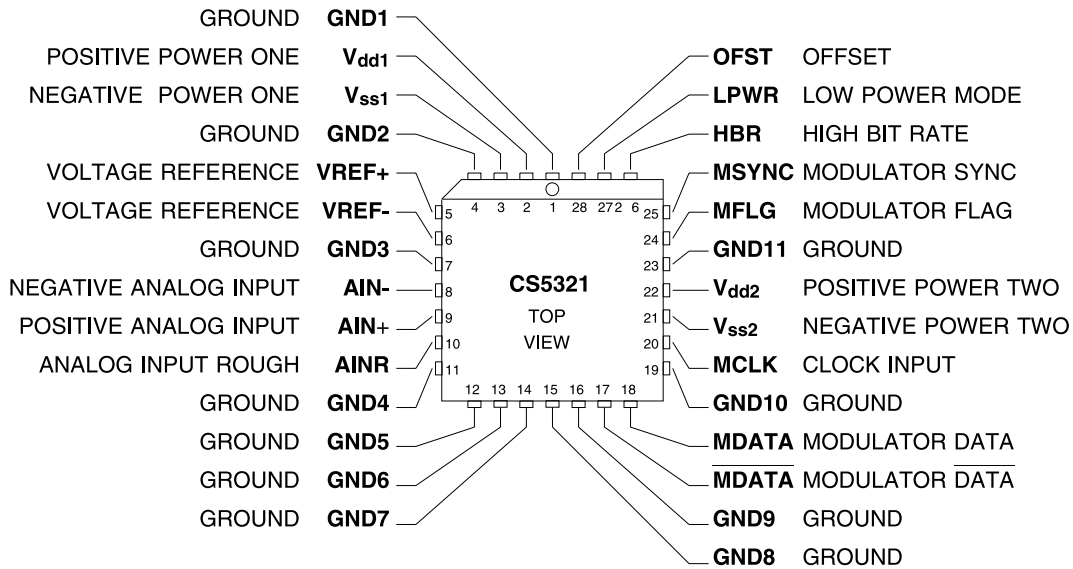 GROUND GND1
POSITIVE POWER ONE Vdd1
NEGATIVE POWER ONE Vss1
GROUND GND2
VOLTAGE REFERENCE VREF+
VOLTAGE REFERENCE VREF-
GROUND GND3
NEGATIVE ANALOG INPUT AIN-
POSITIVE ANALOG INPUT AIN+
ANALOG INPUT ROUGH AINR
GROUND GND4
GROUND GND5
GROUND GND6
GROUND GND7
4 3 2 1 28 272 6
5
6
7
8
9
10
11
CS5321
TOP
VIEW
25
24
23
22
21
20
19
12 13 14 15 16 17 18
OFST OFFSET
LPWR LOW POWER MODE
HBR HIGH BIT RATE
MSYNC MODULATOR SYNC
MFLG MODULATOR FLAG
GND11 GROUND
Vdd2 POSITIVE POWER TWO
Vss2 NEGATIVE POWER TWO
MCLK CLOCK INPUT
GND10 GROUND
MDATA MODULATOR DATA
M̅D̅A̅T̅A̅ MODULATOR D̅A̅T̅A̅
GND9 GROUND
GND8 GROUND